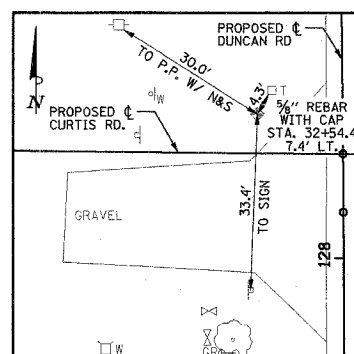 PROPOSED ℄
DUNCAN RD
30.0'
TO P.P. W/ N&S
W
4.3'
T
N
PROPOSED ℄
CURTIS RD.
5/8" REBAR
WITH CAP
STA. 32+54.4
7.4' LT.
33.4'
TO SIGN
GRAVEL
128
W